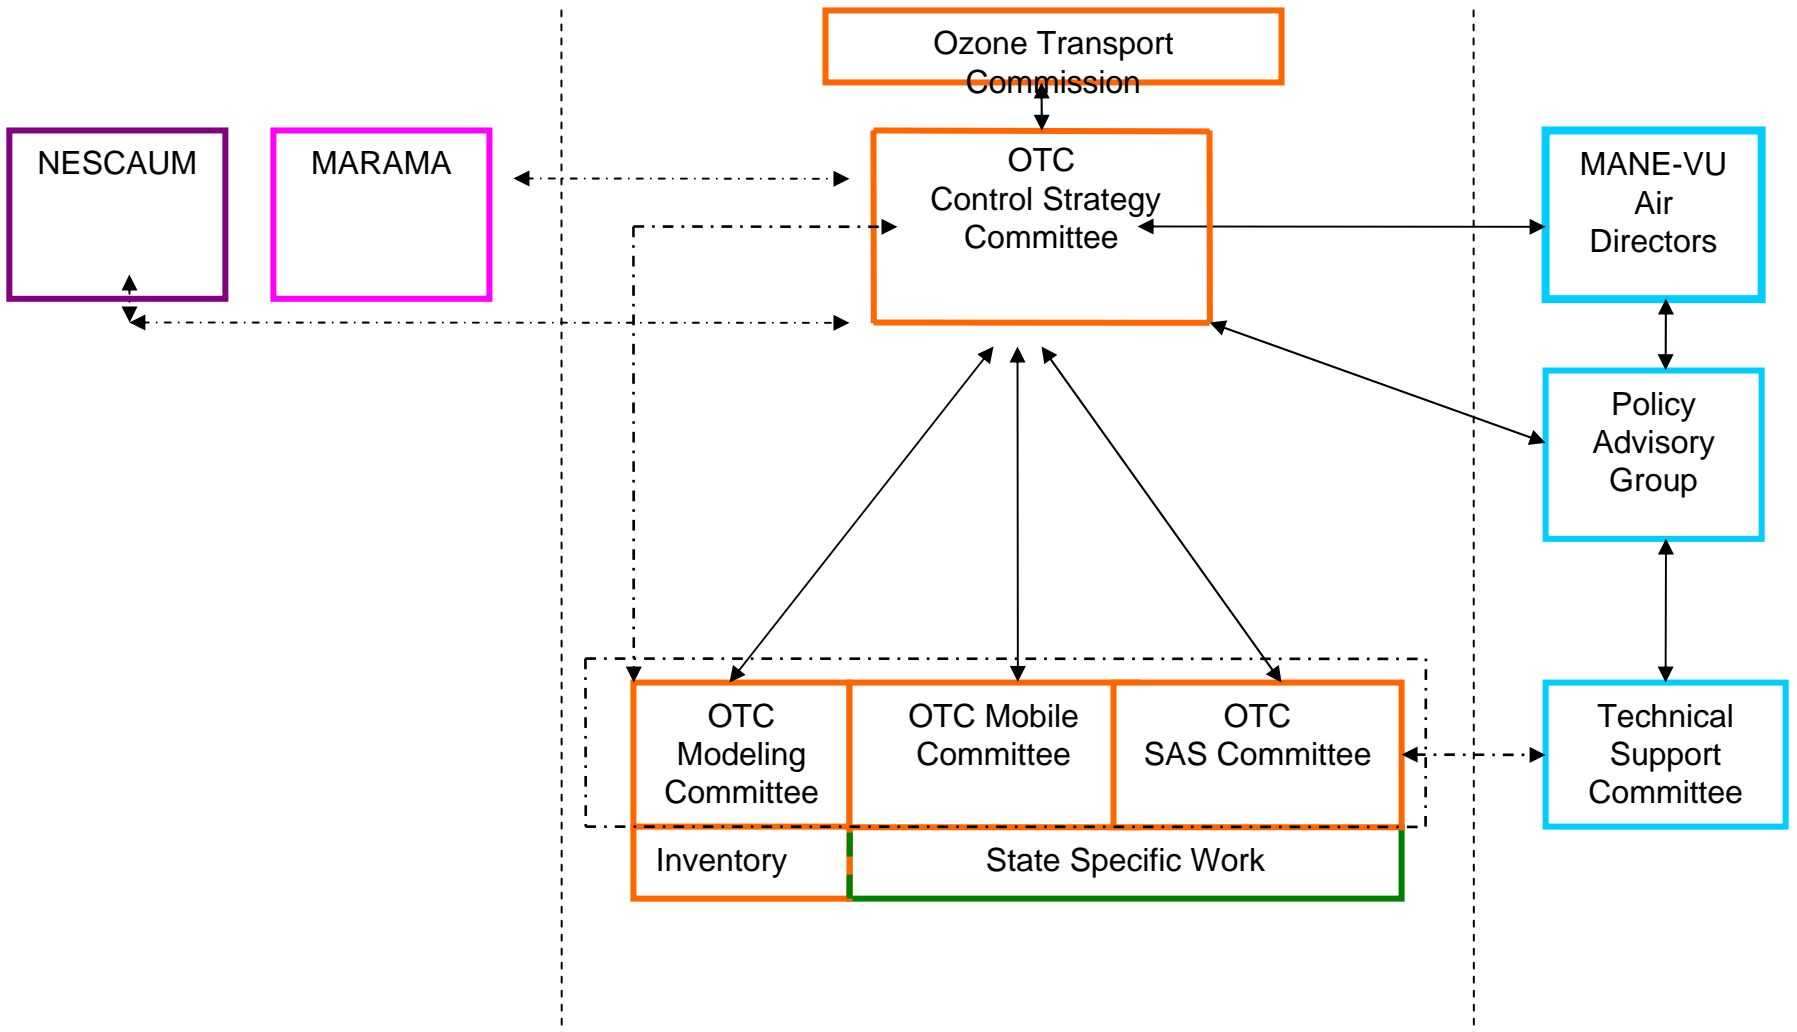 Ozone Transport
Commission
NESCAUM
MARAMA
OTC
Control Strategy
Committee
MANE-VU
Air
Directors
Policy
Advisory
Group
OTC
Modeling
Committee
OTC Mobile
Committee
OTC
SAS Committee
Technical
Support
Committee
Inventory
State Specific Work